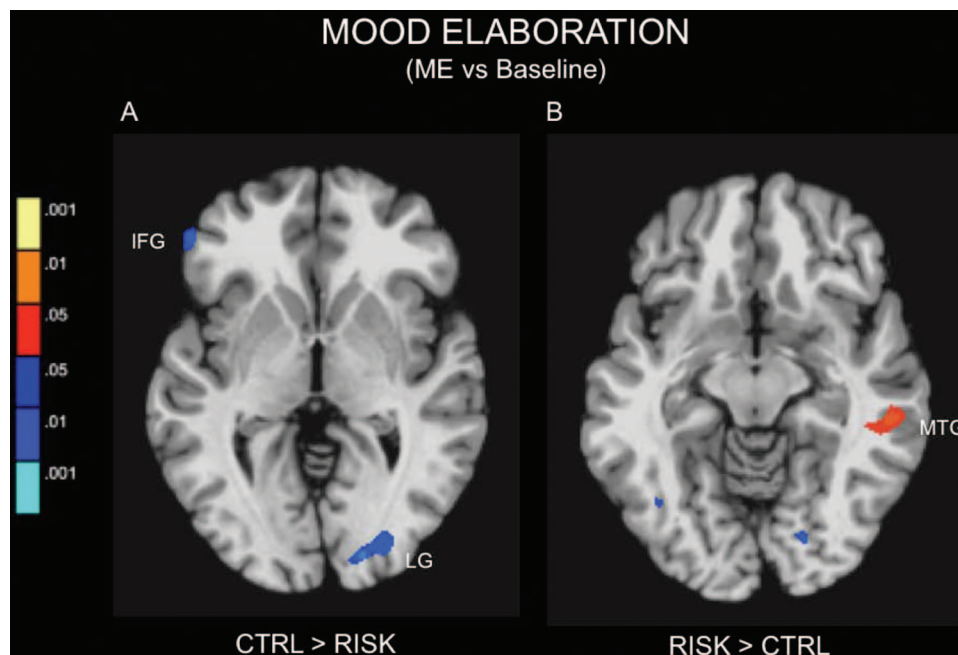 MOOD ELABORATION
(ME vs Baseline)
A
B
IFG
LG
MTG
.001
.01
.05
.05
.01
.001
CTRL > RISK
RISK > CTRL